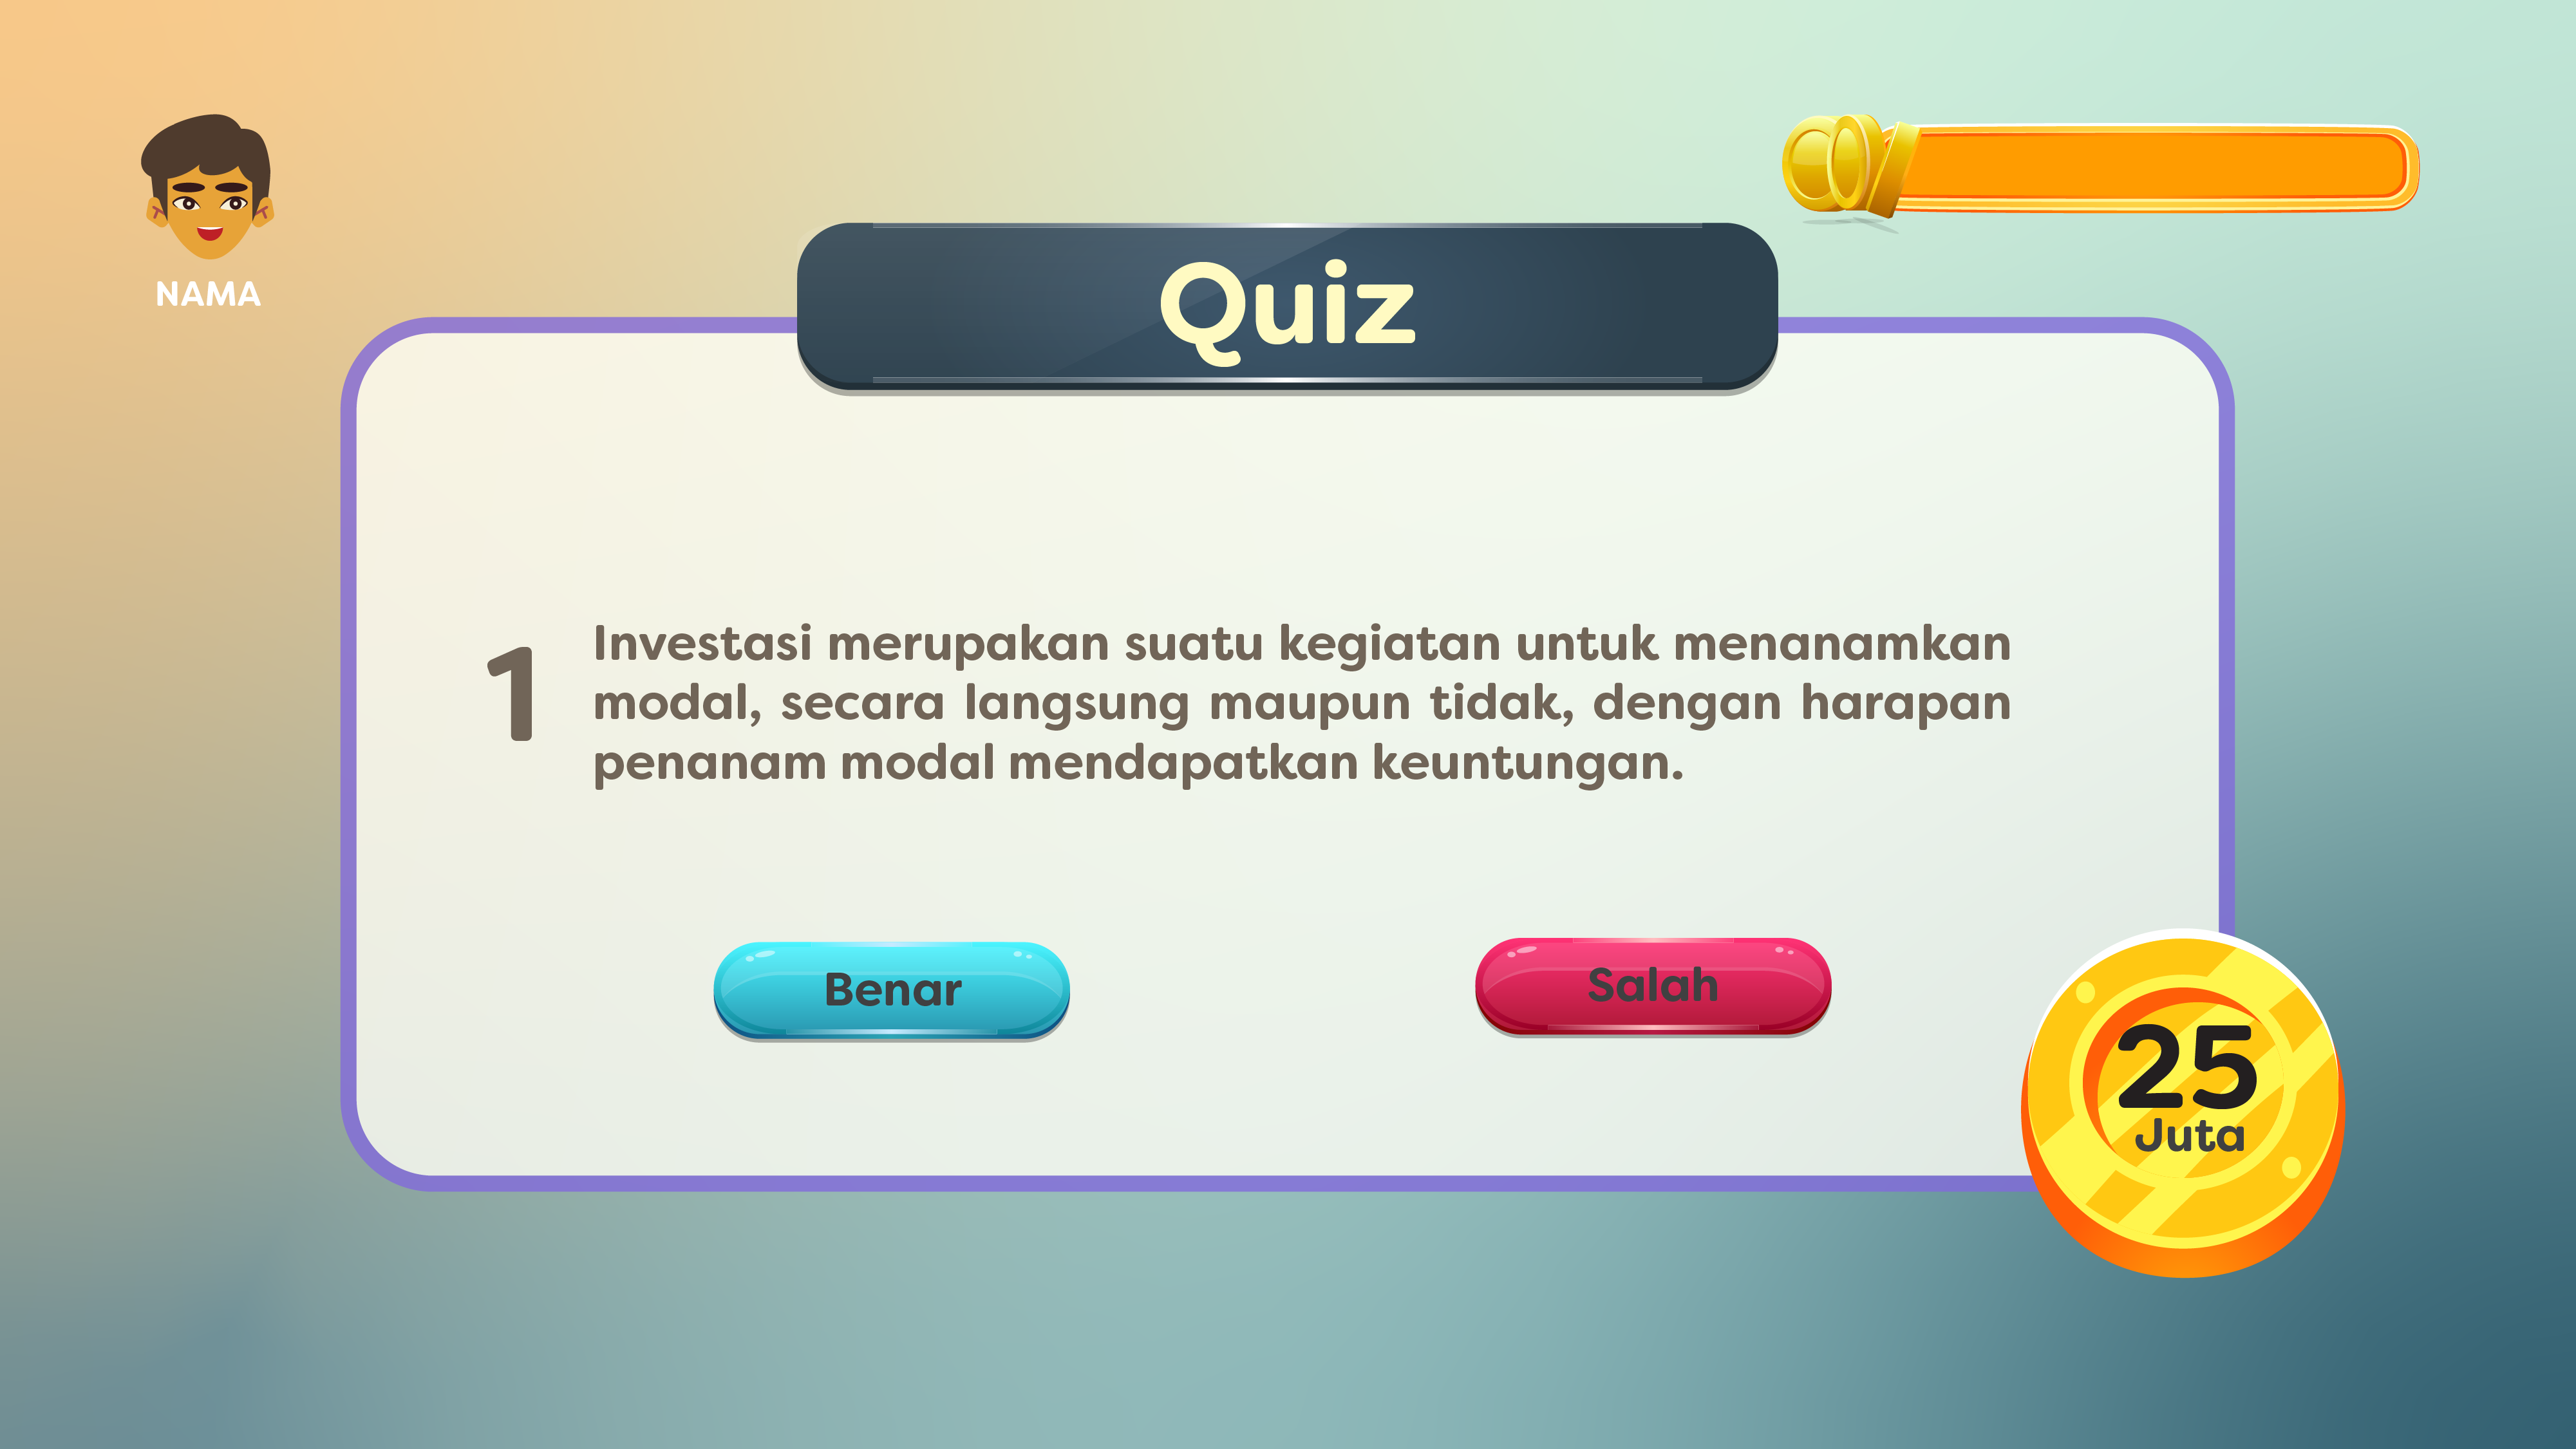 NAMA
Quiz
1
Investasi merupakan suatu kegiatan untuk menanamkan
modal, secara langsung maupun tidak, dengan harapan
penanam modal mendapatkan keuntungan.
Benar
Salah
25
Juta